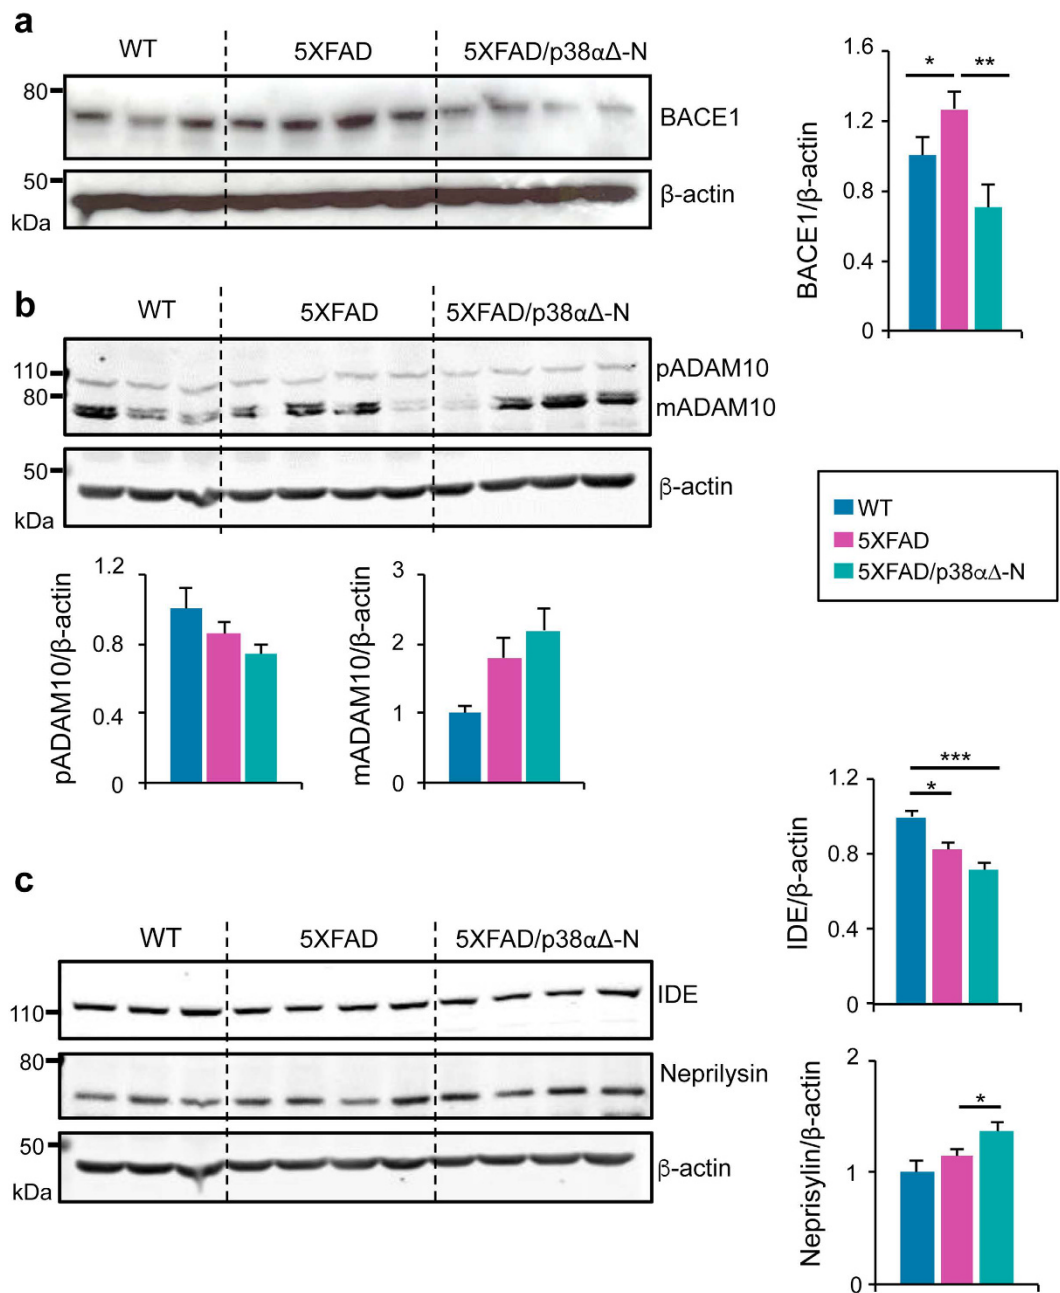 a
WT 5XFAD 5XFAD/p38αΔ-N
80
BACE1
50
β-actin
kDa
* **
BACE1/β-actin
1.6
1.2
0.8
0.4
0
b
WT 5XFAD 5XFAD/p38αΔ-N
110
80
pADAM10
mADAM10
50
β-actin
kDa
WT
5XFAD
5XFAD/p38αΔ-N
pADAM10/β-actin
1.2
0.8
0.4
0
mADAM10/β-actin
3
2
1
0
***
*
IDE/β-actin
1.2
0.8
0.4
0
c
WT 5XFAD 5XFAD/p38αΔ-N
IDE
110
80
Neprilysin
50
β-actin
kDa
*
Neprisylin/β-actin
2
1
0